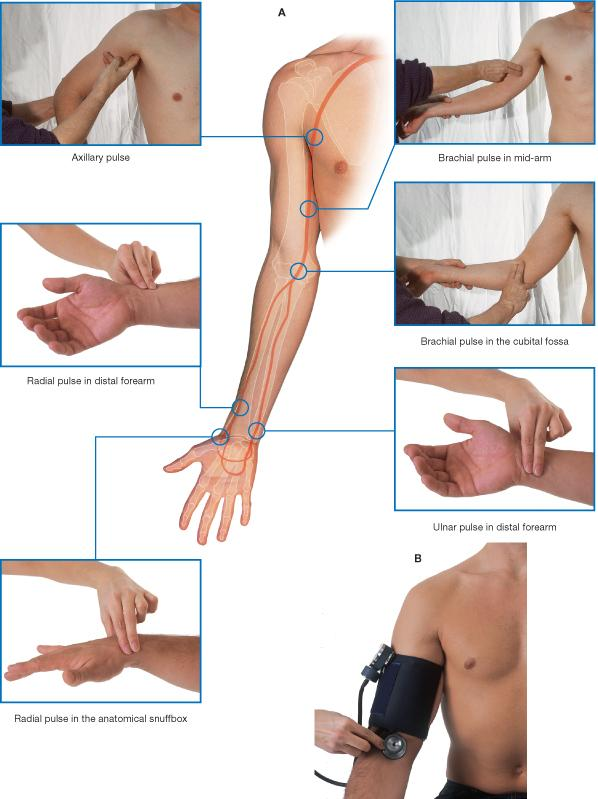 A
Axillary pulse
Brachial pulse in mid-arm
Brachial pulse in the cubital fossa
Radial pulse in distal forearm
Ulnar pulse in distal forearm
B
Radial pulse in the anatomical snuffbox